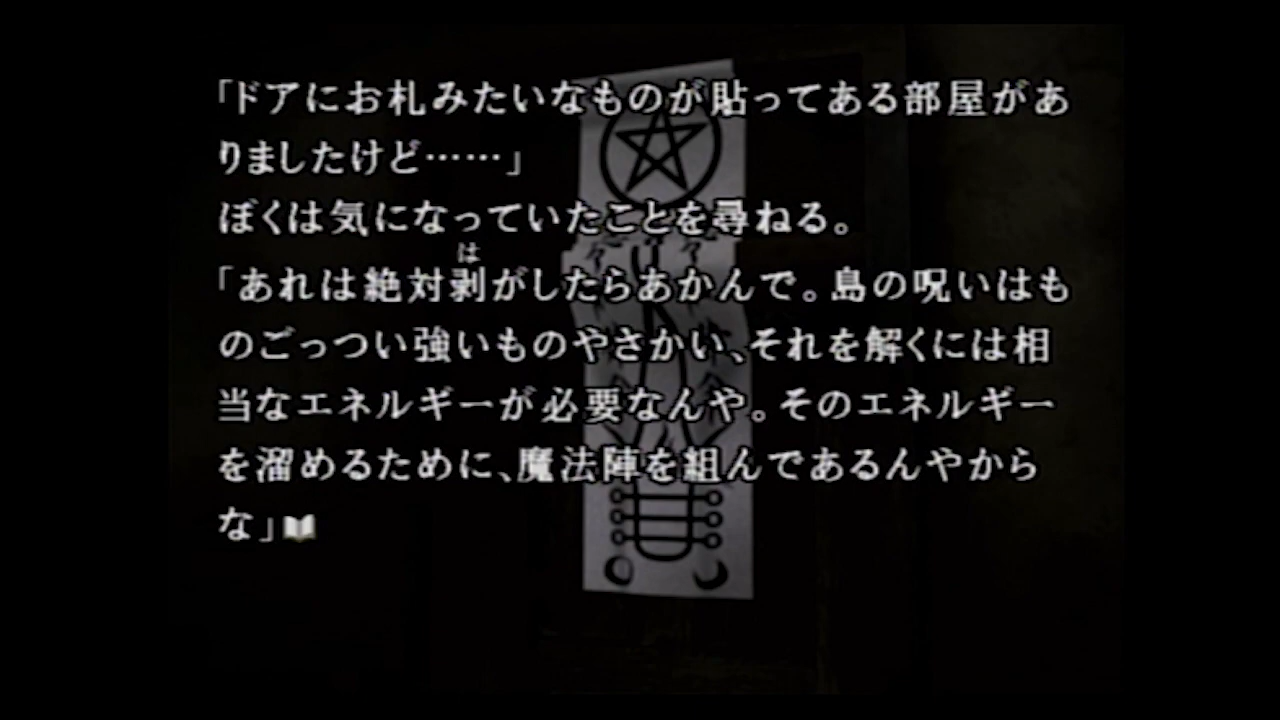 「ドアにお札みたいなものが貼ってある部屋があ
りましたけど……」
ぼくは気になっていたことを尋ねる。
は
「あれは絶対剥がしたらあかんで。島の呪いはも
のごっつい強いものやさかい、それを解くには相
当なエネルギーが必要なんや。そのエネルギー
を溜めるために、魔法陣を組んであるんやから
な」